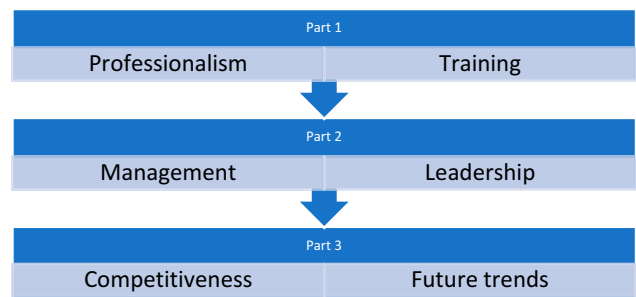 Part 1
Professionalism Training
Part 2
Management Leadership
Part 3
Competitiveness Future trends